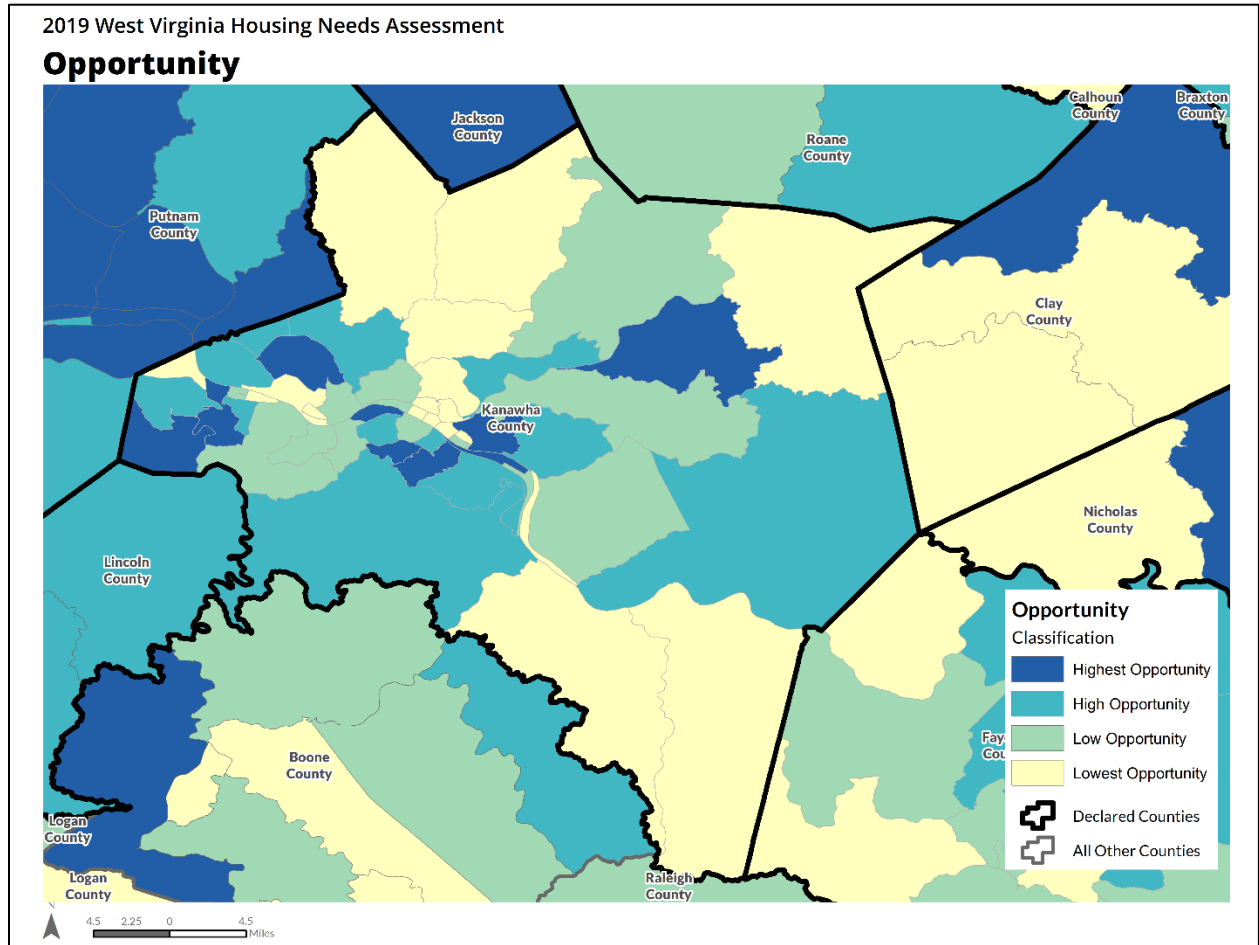 2019 West Virginia Housing Needs Assessment
Opportunity
Jackson
County
Calhoun
County
Braxton
County
Roane
County
Putnam
County
Clay
County
Kanawha
County
Nicholas
County
Lincoln
County
Boone
County
Fay
Cou
Logan
County
Logan
County
Raleigh
County
Opportunity
Classification
Highest Opportunity
High Opportunity
Low Opportunity
Lowest Opportunity
Declared Counties
All Other Counties
N
4.5 2.25 0 4.5
Miles